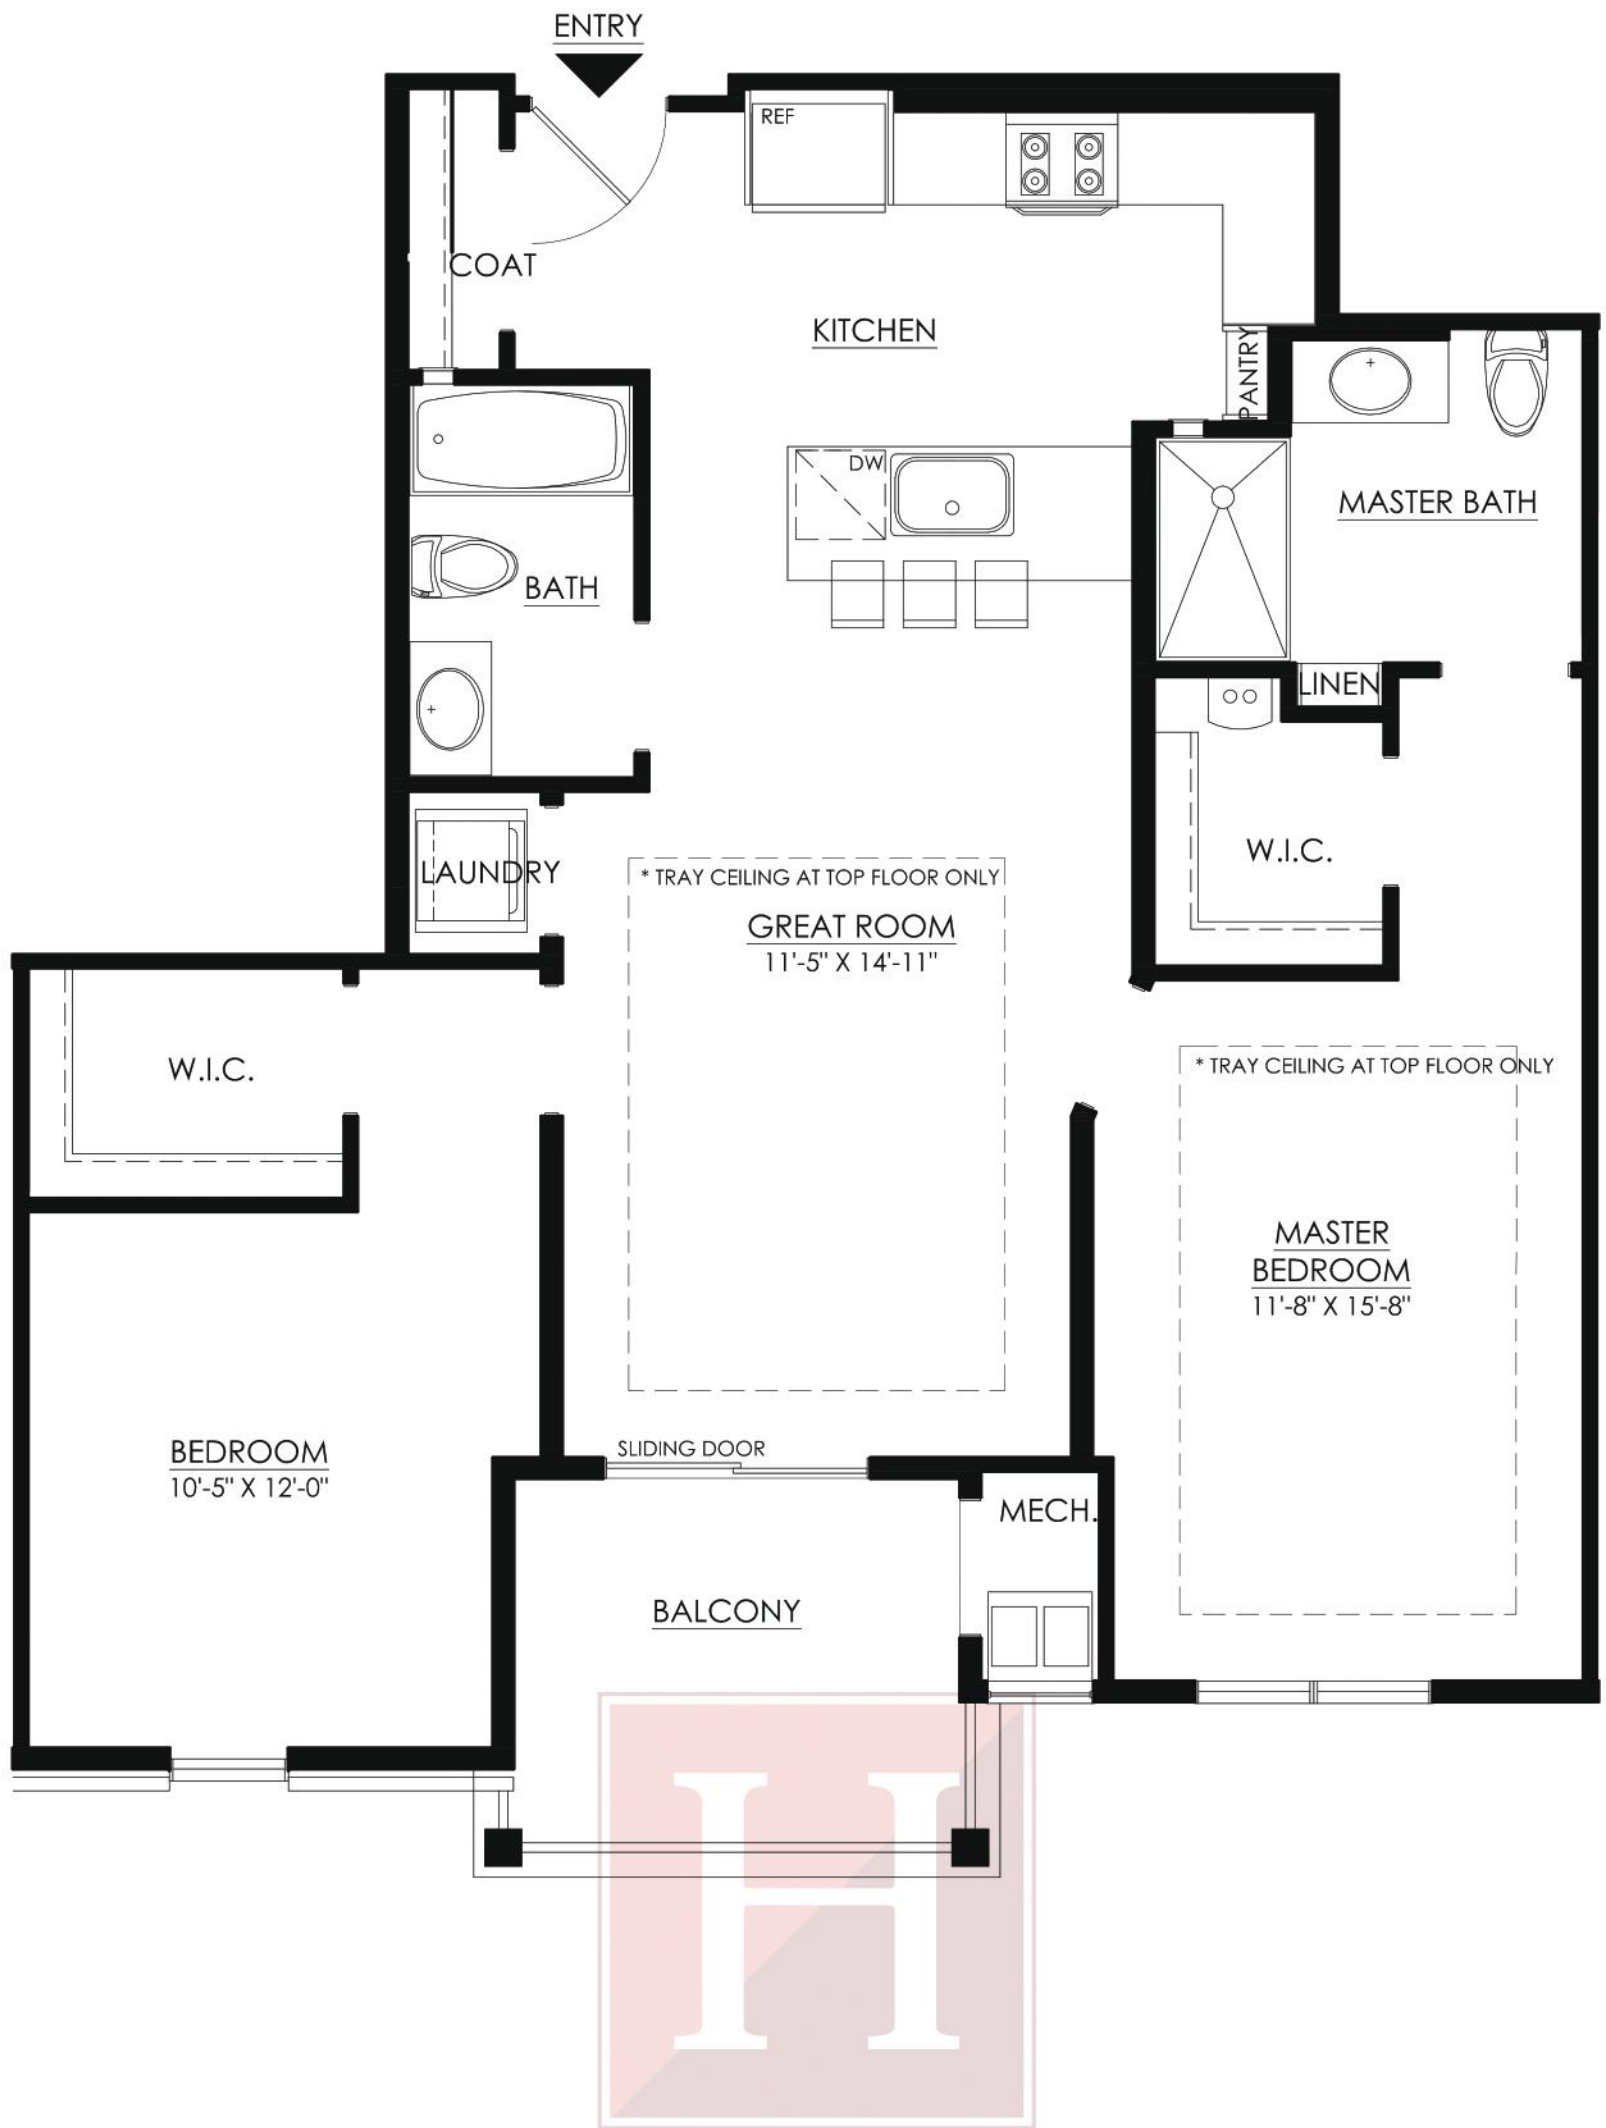 ENTRY
REF
COAT
KITCHEN
PANTRY
DW
MASTER BATH
BATH
LINEN
W.I.C.
LAUNDRY
* TRAY CEILING AT TOP FLOOR ONLY
GREAT ROOM
11'-5" X 14'-11"
W.I.C.
* TRAY CEILING AT TOP FLOOR ONLY
MASTER
BEDROOM
11'-8" X 15'-8"
BEDROOM
10'-5" X 12'-0"
SLIDING DOOR
MECH.
BALCONY
H